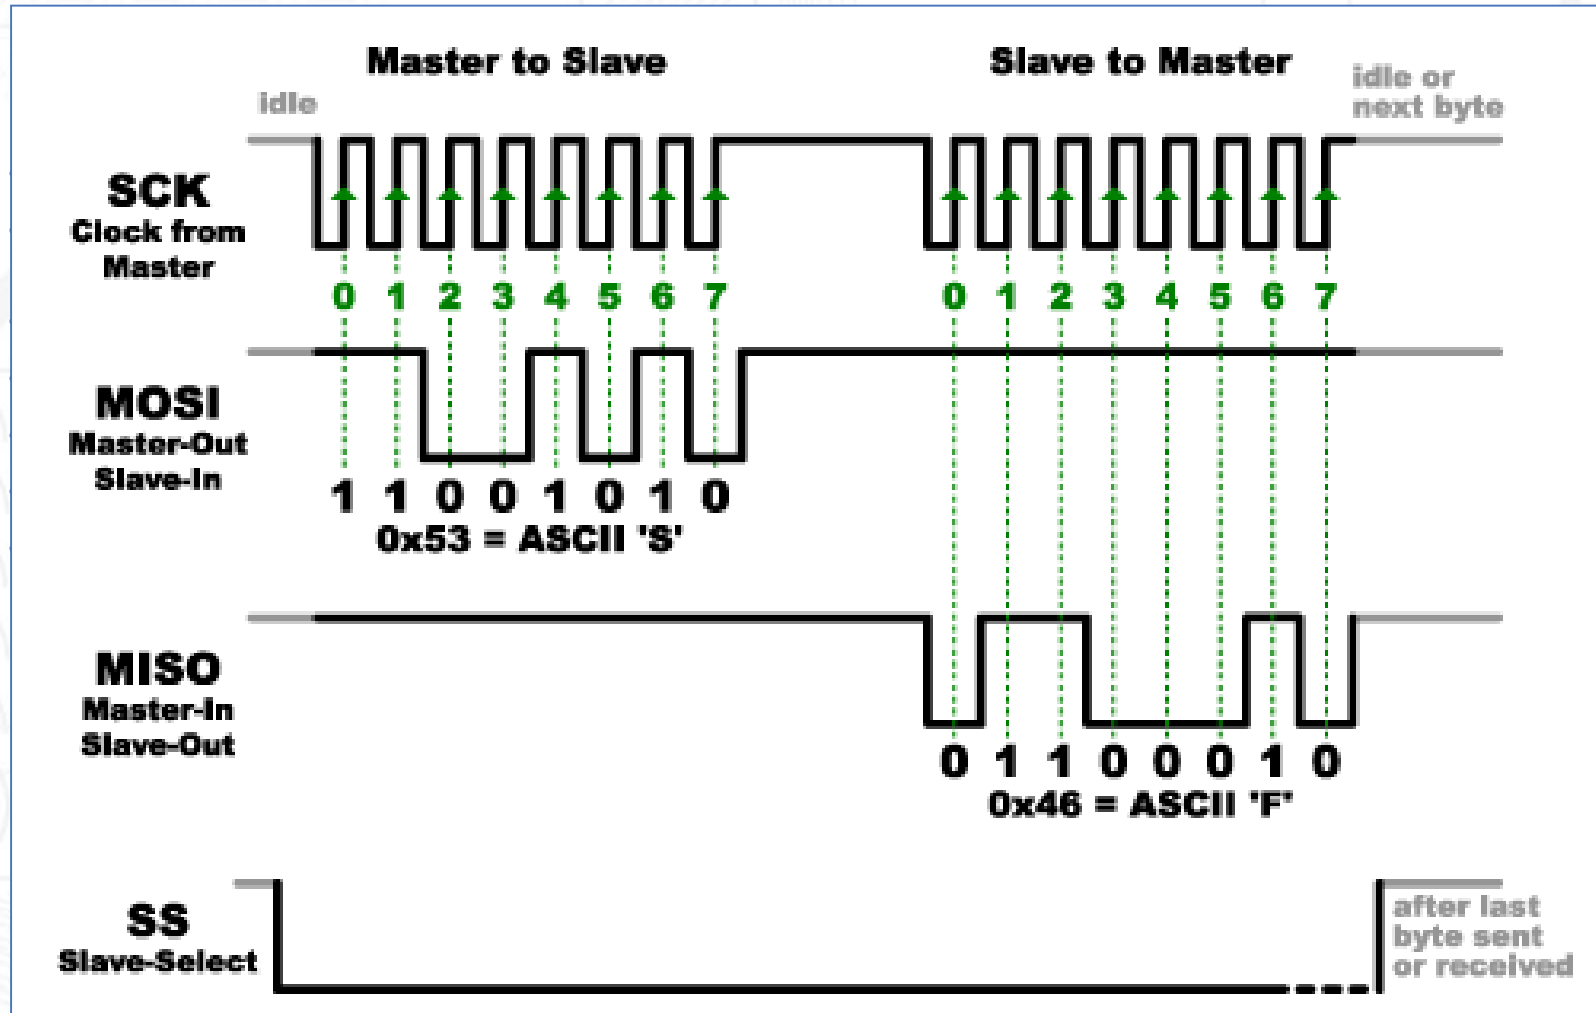 Master to Slave
Slave to Master
idle
idle or
next byte
SCK
Clock from
Master
0 1 2 3 4 5 6 7
0 1 2 3 4 5 6 7
MOSI
Master-Out
Slave-In
1 1 0 0 1 0 1 0
0x53 = ASCII 'S'
MISO
Master-In
Slave-Out
0 1 1 0 0 0 1 0
0x46 = ASCII 'F'
SS
Slave-Select
after last
byte sent
or received